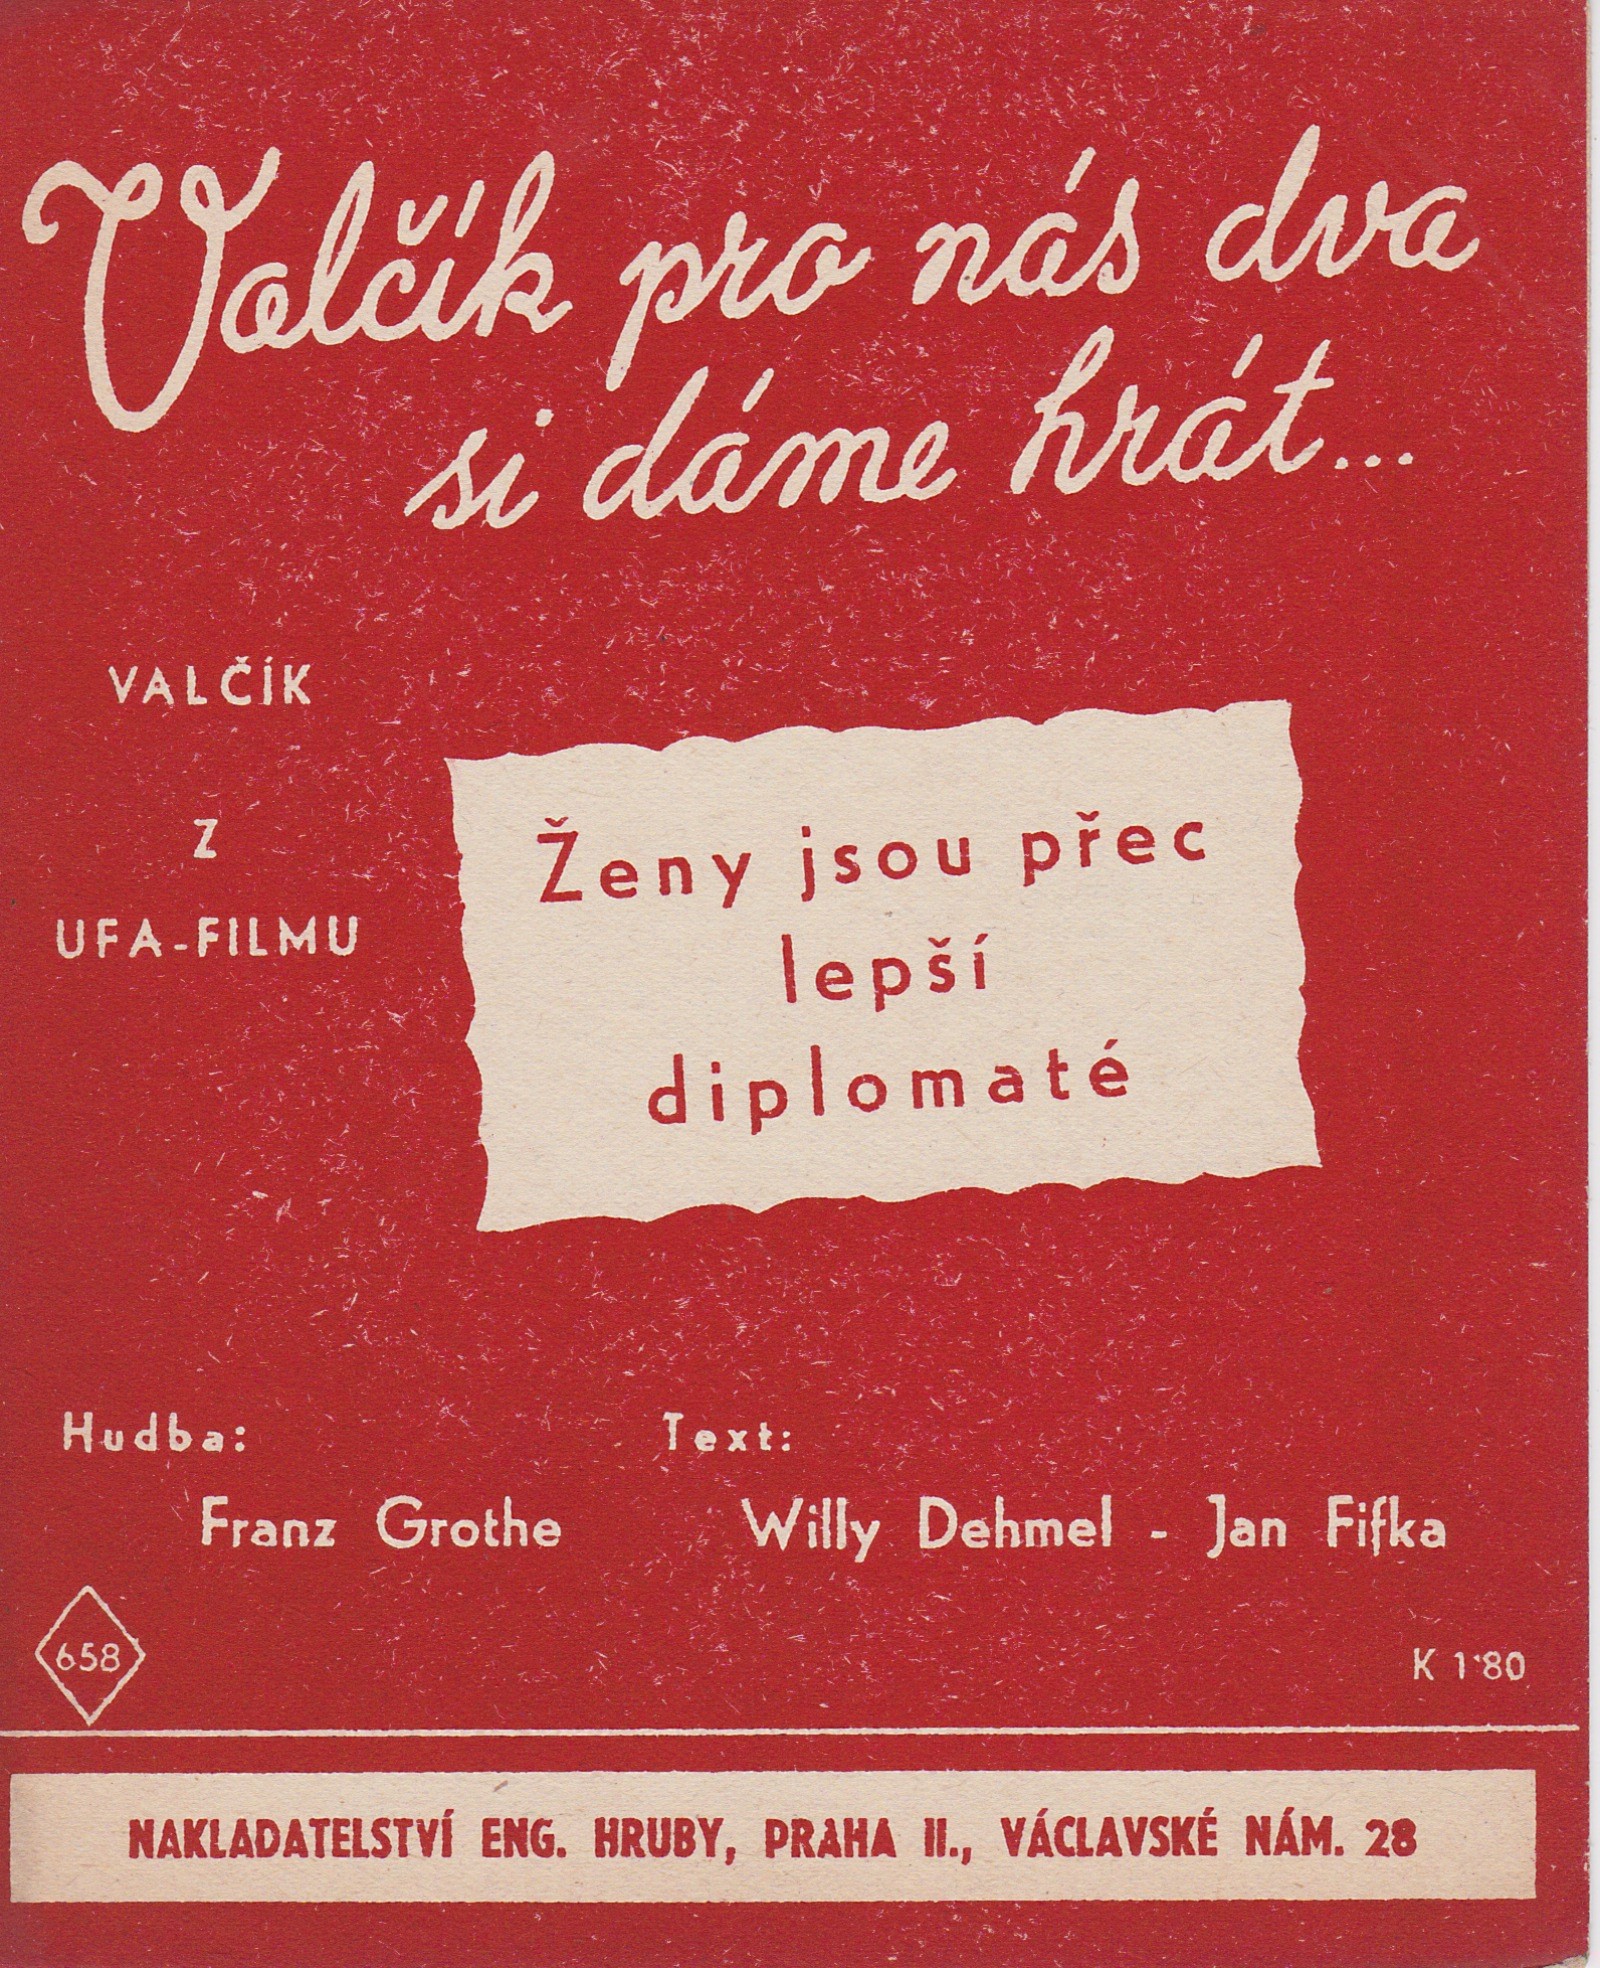 Valčík pro nás dva
si dáme hrát...
VALČÍK
Z
UFA-FILMU
Ženy jsou přec
lepší
diplomaté
Hudba:
Franz Grothe
Text:
Willy Dehmel - Jan Fifka
658
K 1'80
NAKLADATELSTVÍ ENG. HRUBY, PRAHA II., VÁCLAVSKÉ NÁM. 28